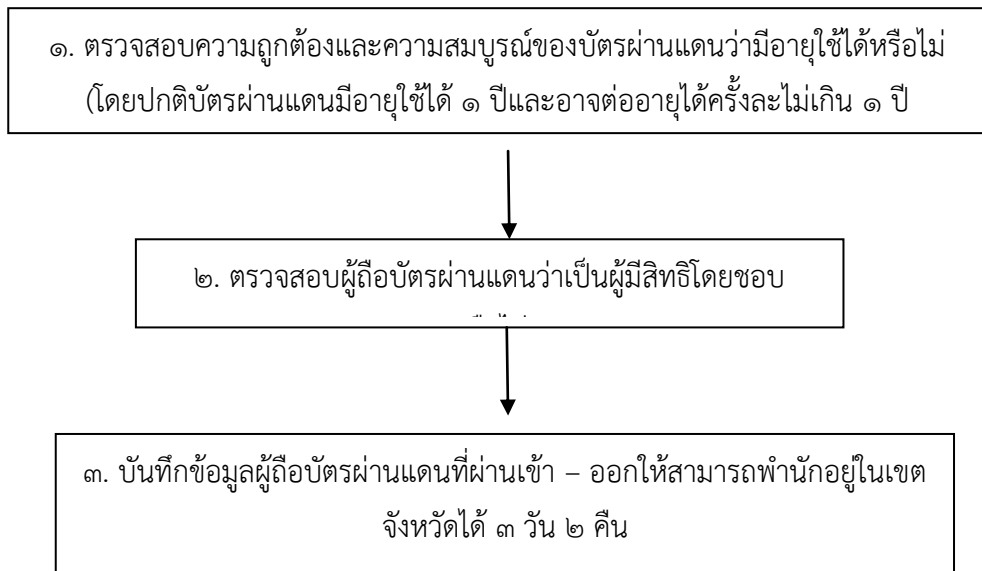 ๑. ตรวจสอบความถูกต้องและความสมบูรณ์ของบัตรผ่านแดนว่ามีอายุใช้ได้หรือไม่
(โดยปกติบัตรผ่านแดนมีอายุใช้ได้ ๑ ปีและอาจต่ออายุได้ครั้งละไม่เกิน ๑ ปี
๒. ตรวจสอบผู้ถือบัตรผ่านแดนว่าเป็นผู้มีสิทธิโดยชอบ
๓. บันทึกข้อมูลผู้ถือบัตรผ่านแดนที่ผ่านเข้า – ออกให้สามารถพำนักอยู่ในเขต
จังหวัดได้ ๓ วัน ๒ คืน